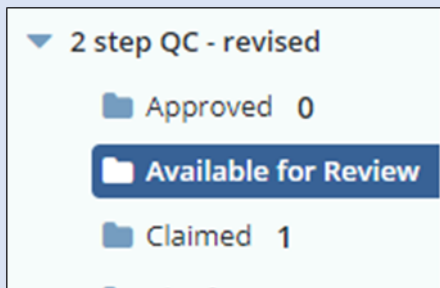 2 step QC - revised
Approved 0
Available for Review
Claimed 1